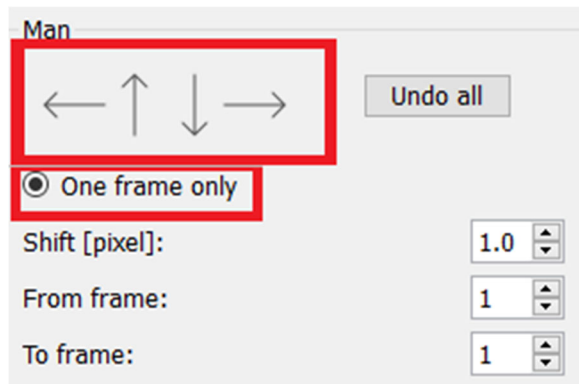 Man
Undo all
One frame only
Shift [pixel]: 1.0
From frame: 1
To frame: 1